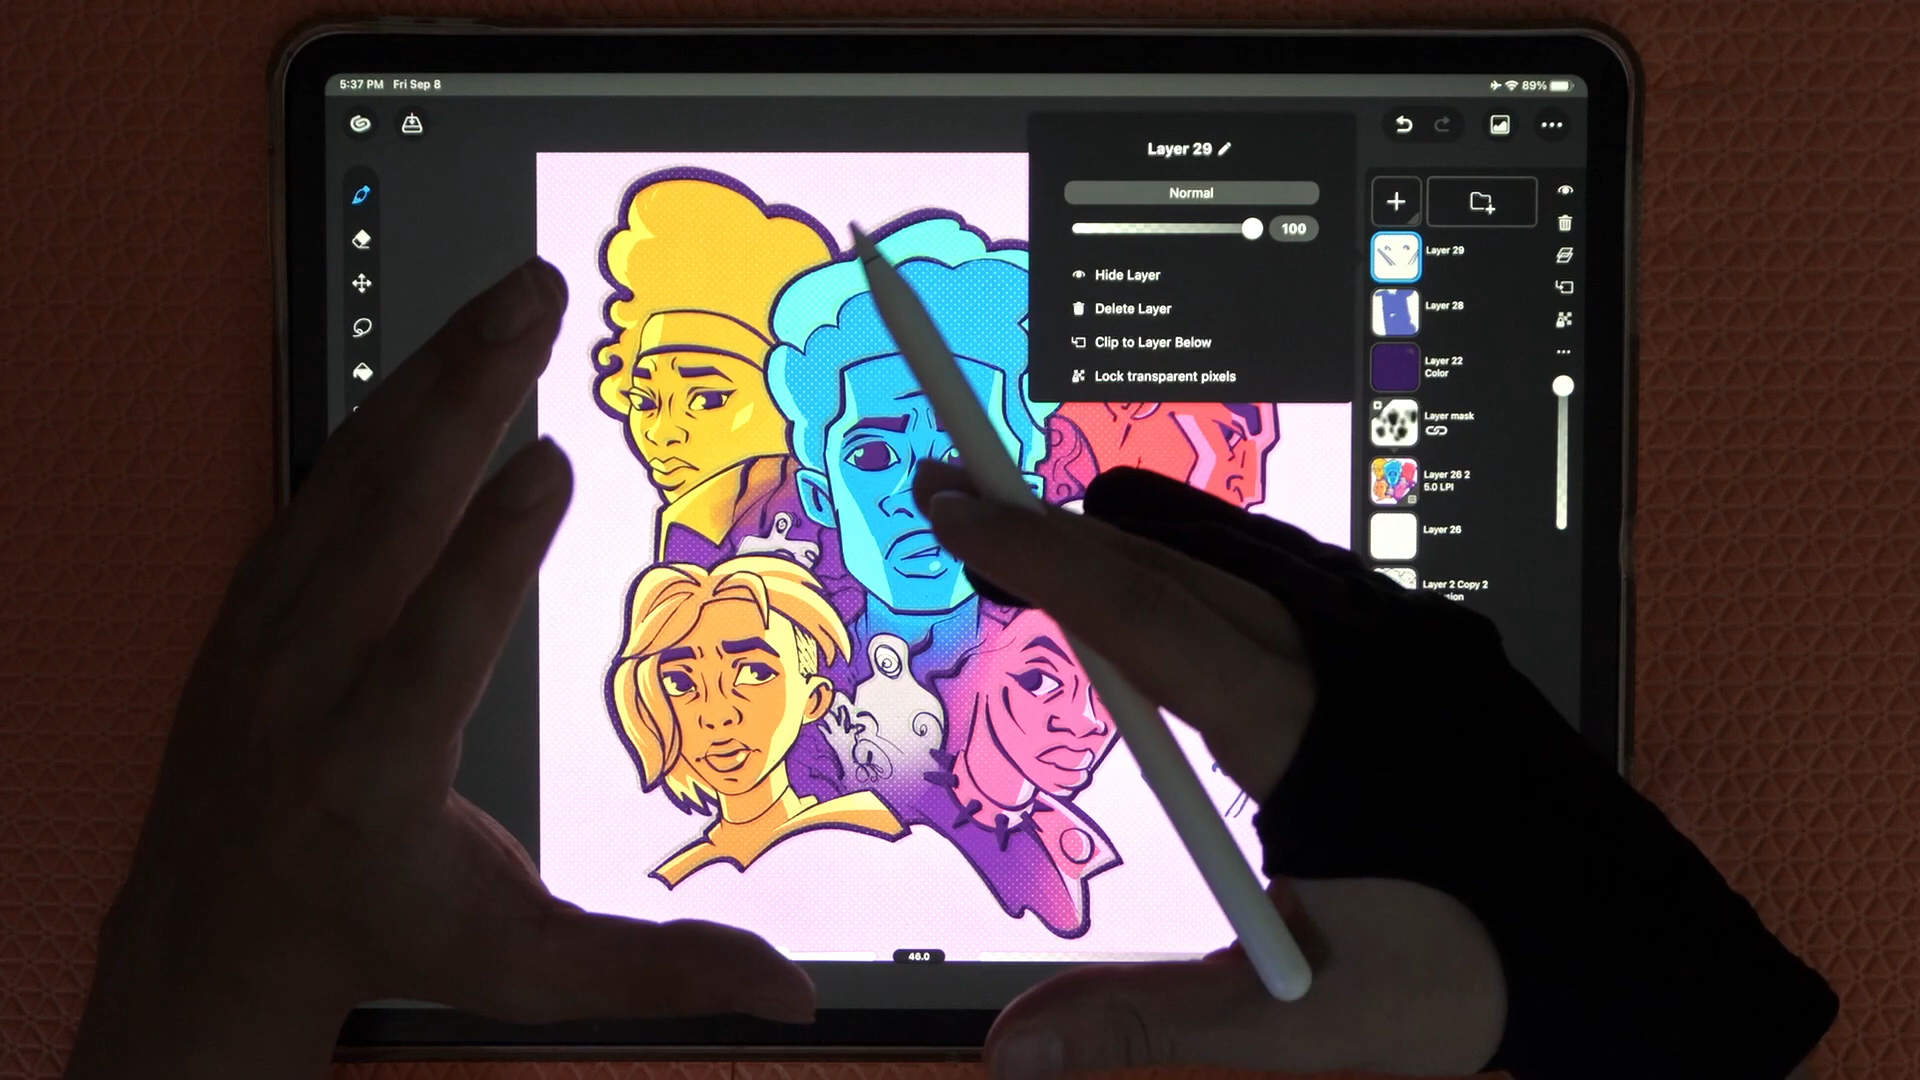 5:37 PM Fri Sep 8
89%
Layer 29
Normal
100
Hide Layer
Delete Layer
Clip to Layer Below
Lock transparent pixels
Layer 29
Layer 28
Layer 22
Color
Layer mask
Layer 26 2
5.0 LPI
Layer 26
Layer 2 Copy 2
46.0